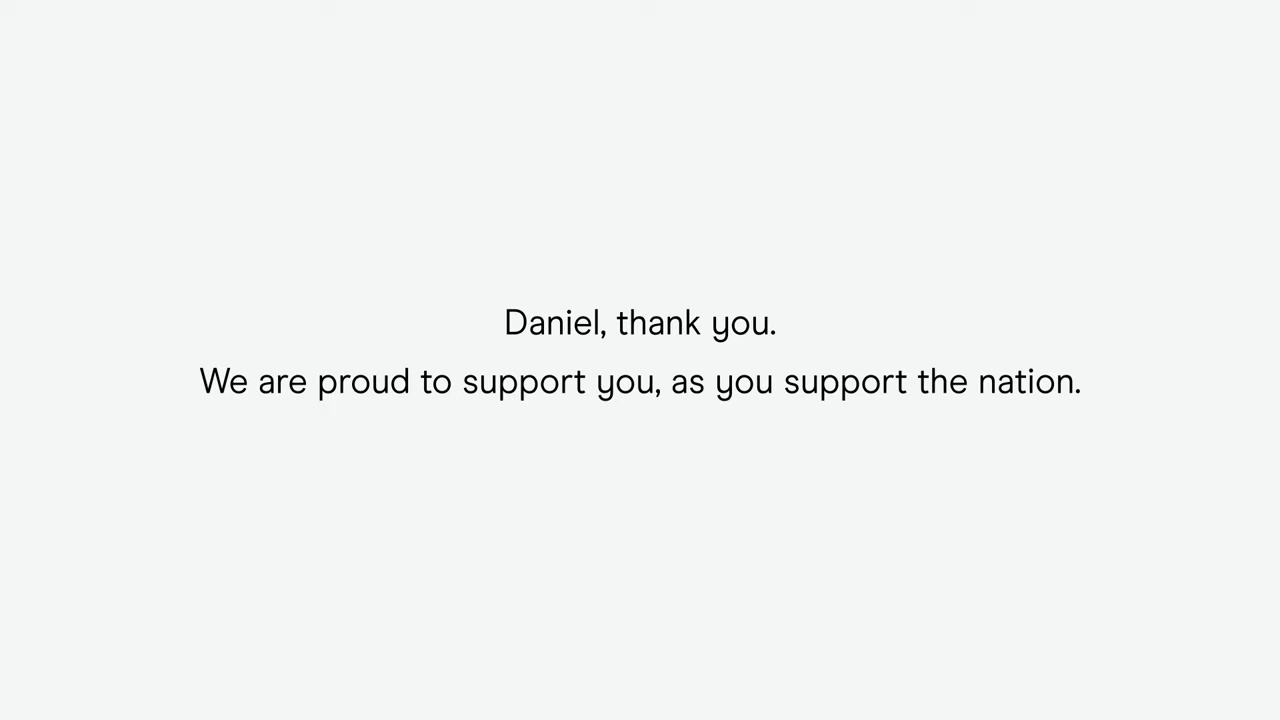 Daniel, thank you.
We are proud to support you, as you support the nation.